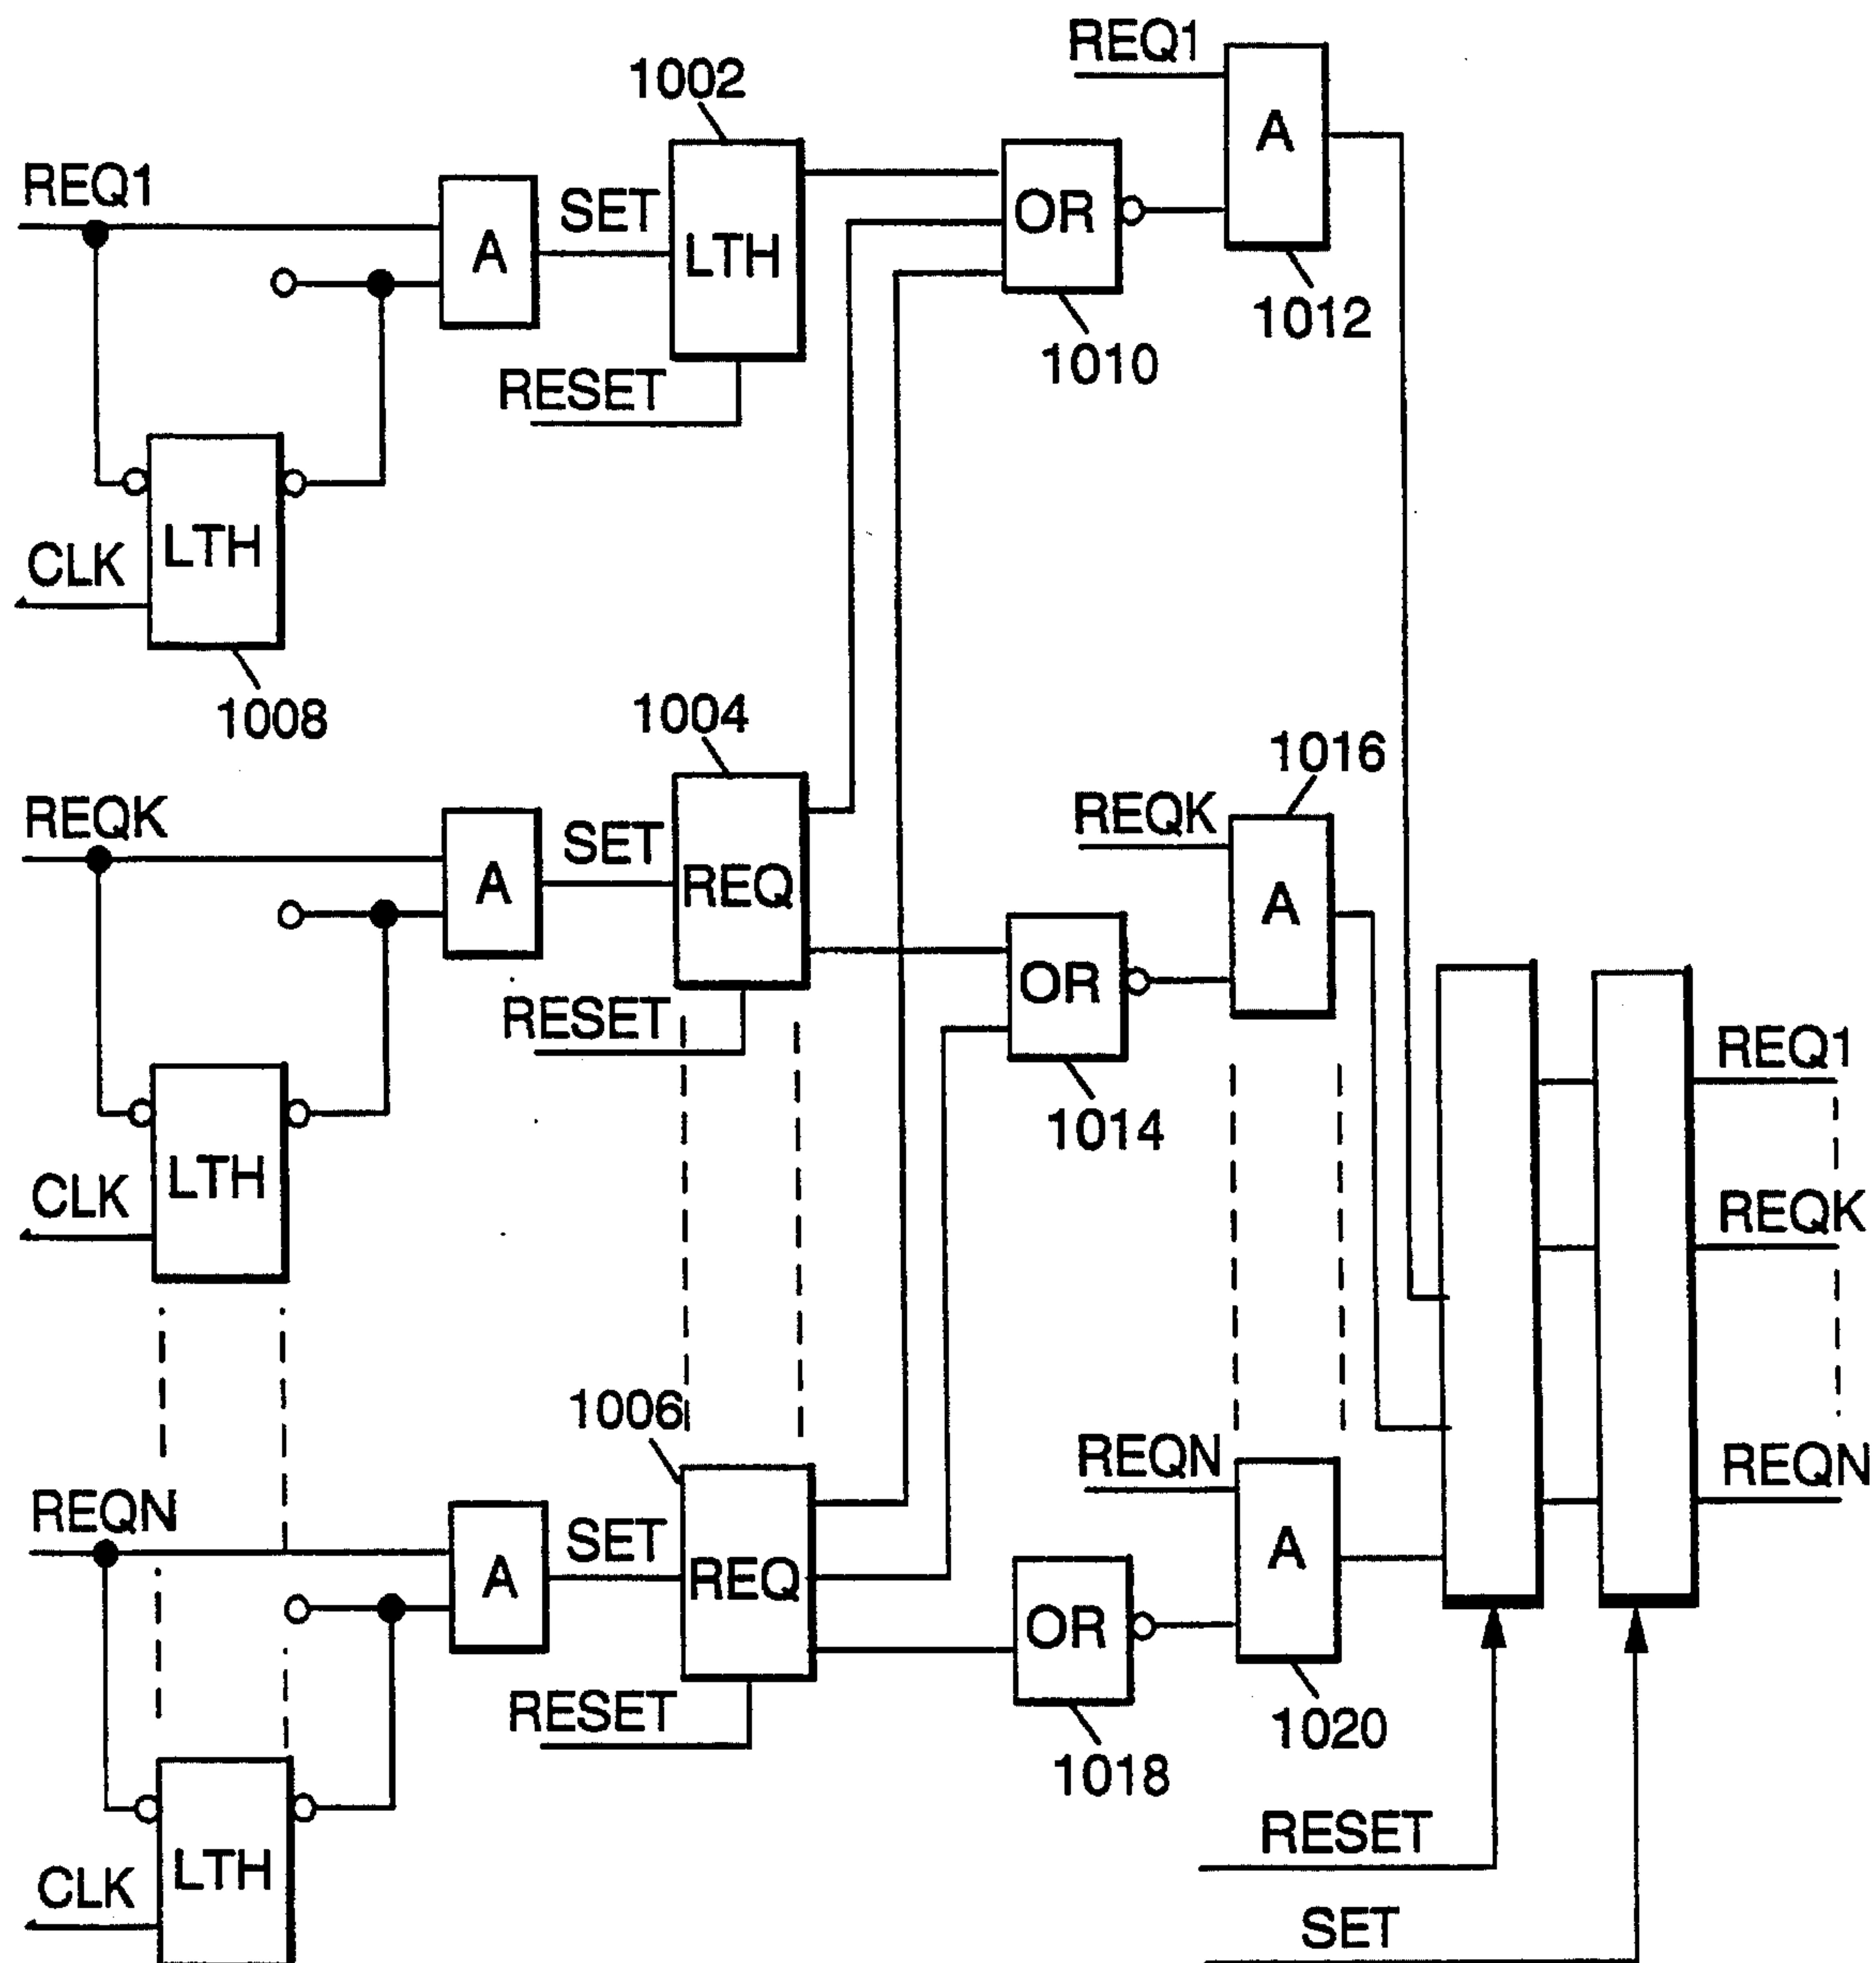 REQ1
1002
REQ1
A
SET
LTH
OR
A
1012
1010
RESET
LTH
CLK
1008
1004
1016
REQK
A
SET
REQ
REQK
A
OR
RESET
REQ1
1014
LTH
CLK
REQK
1006
REQN
REQN
REQN
A
SET
REQ
A
OR
RESET
1020
1018
LTH
CLK
RESET
SET